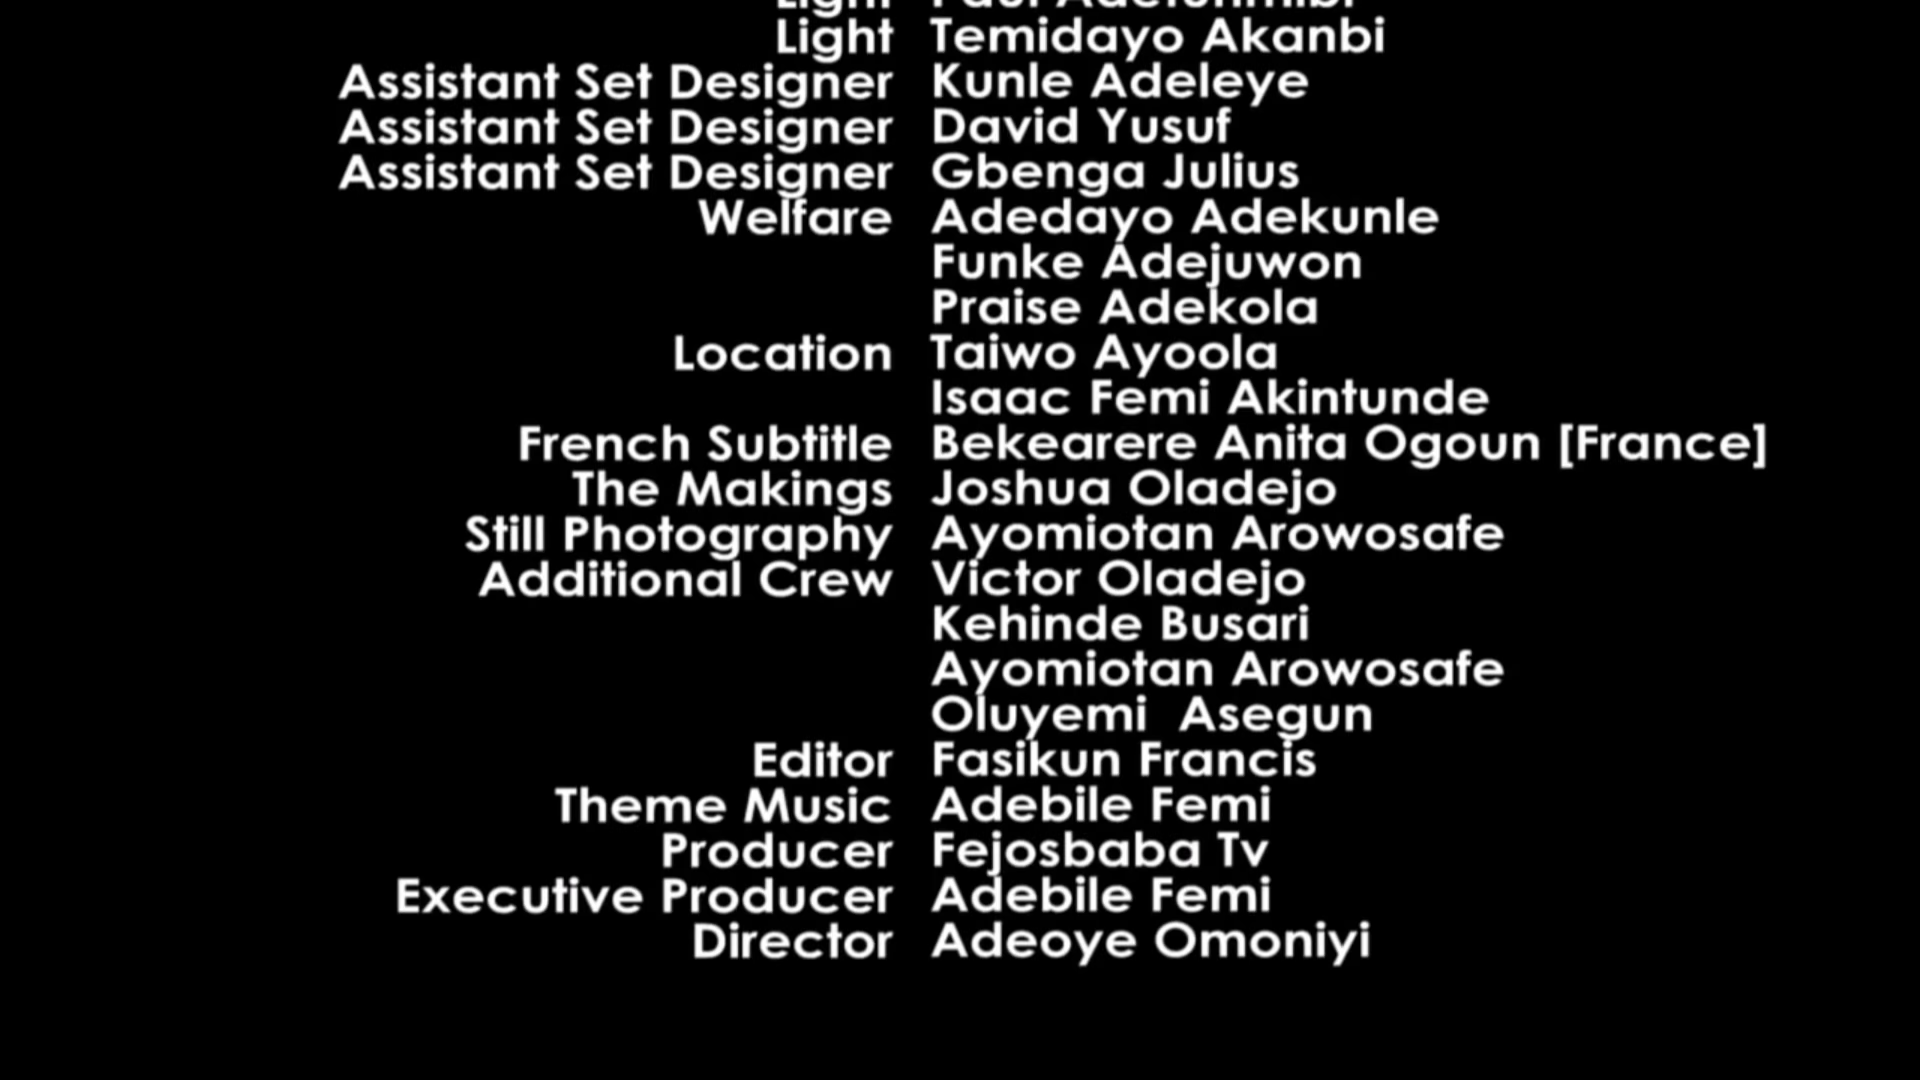 Light Paul Adefunmibi
Light Temidayo Akanbi
Assistant Set Designer Kunle Adeleye
Assistant Set Designer David Yusuf
Assistant Set Designer Gbenga Julius
Welfare Adedayo Adekunle
Funke Adejuwon
Praise Adekola
Location Taiwo Ayoola
Isaac Femi Akintunde
French Subtitle Bekearere Anita Ogoun [France]
The Makings Joshua Oladejo
Still Photography Ayomiotan Arowosafe
Additional Crew Victor Oladejo
Kehinde Busari
Ayomiotan Arowosafe
Oluyemi Asegun
Editor Fasikun Francis
Theme Music Adebile Femi
Producer Fejosbaba Tv
Executive Producer Adebile Femi
Director Adeoye Omoniyi